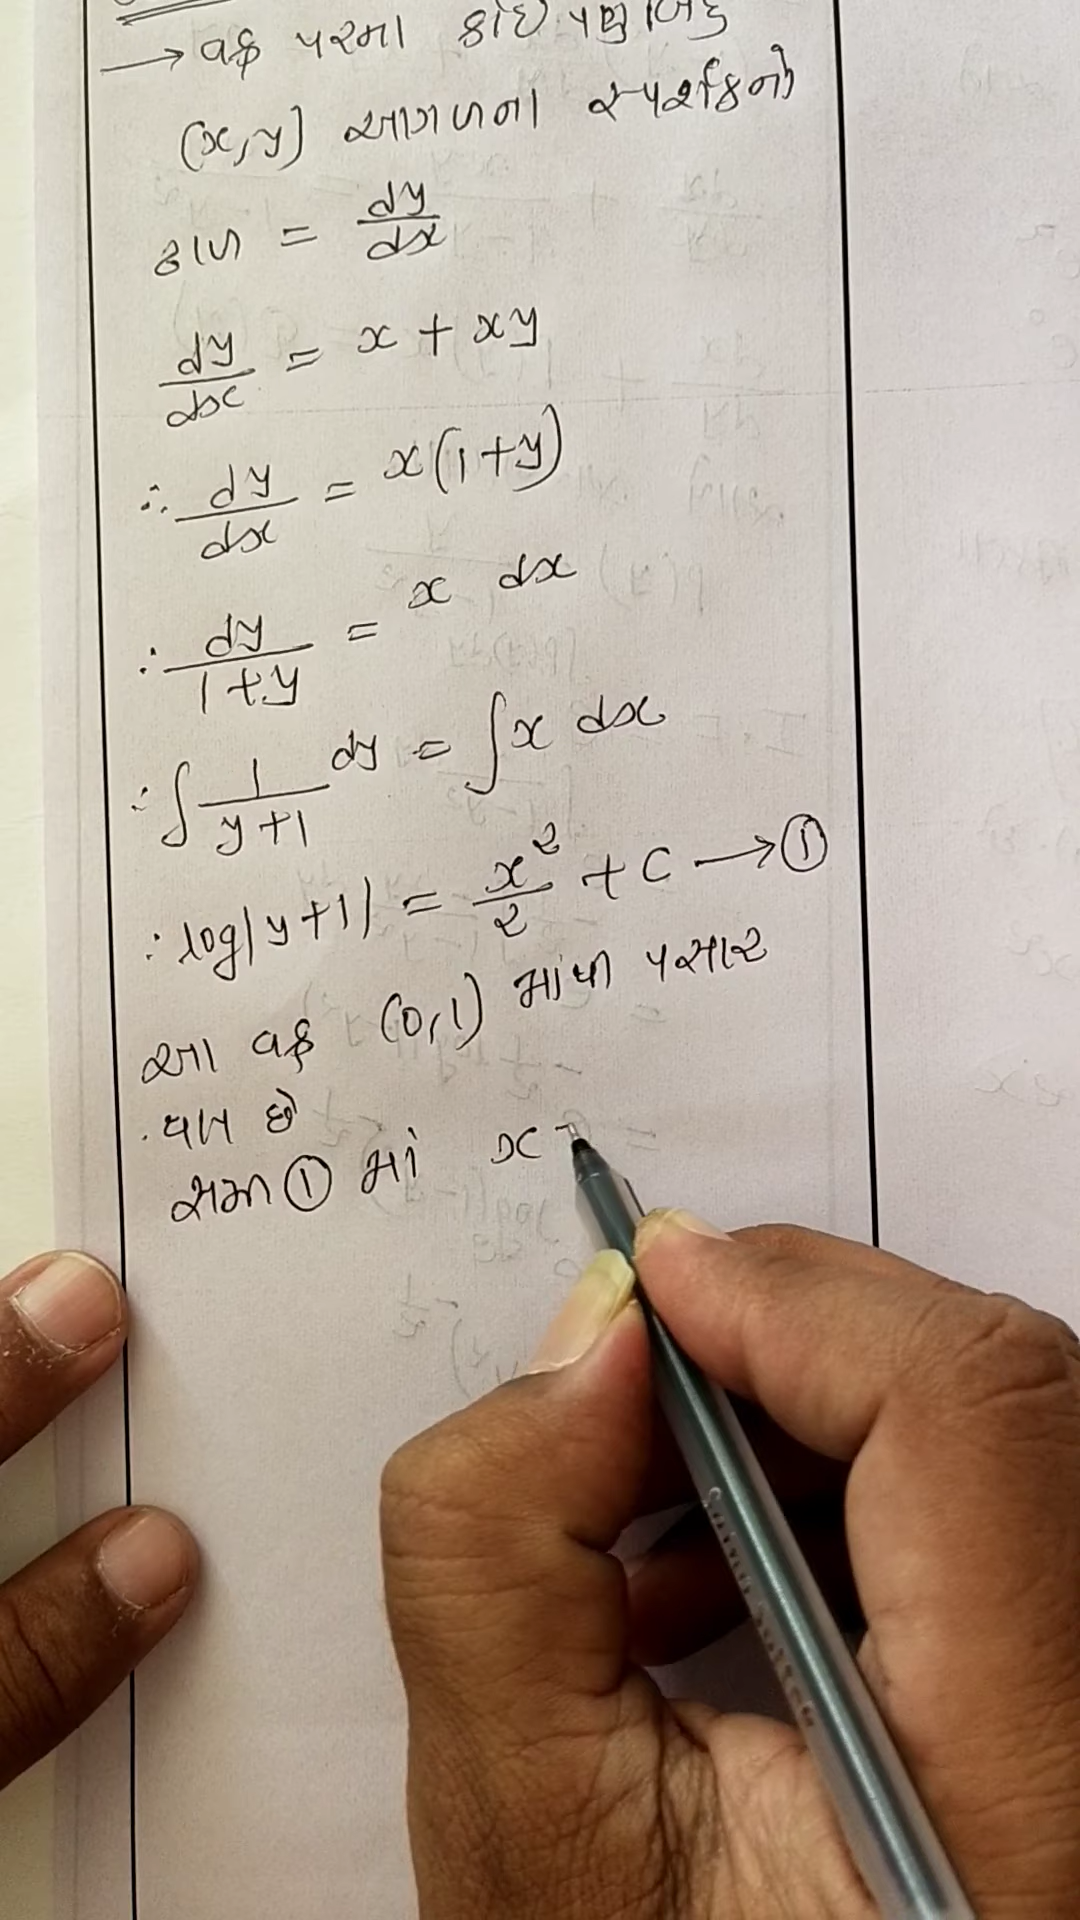 → વક્ર પરના કોઈ પણ બિંદુ
(x,y) આગળના સ્પર્શકનો
ઢાળ = dy/dx
dy/dx = x + xy
∴ dy/dx = x(1+y)
∴ dy/1+y = x dx
∴ ∫ 1/y+1 dy = ∫ x dx
∴ log|y+1| = x²/2 + C → ①
આ વક્ર (0,1) માંથી પસાર
થાય છે
સમી ① માં x